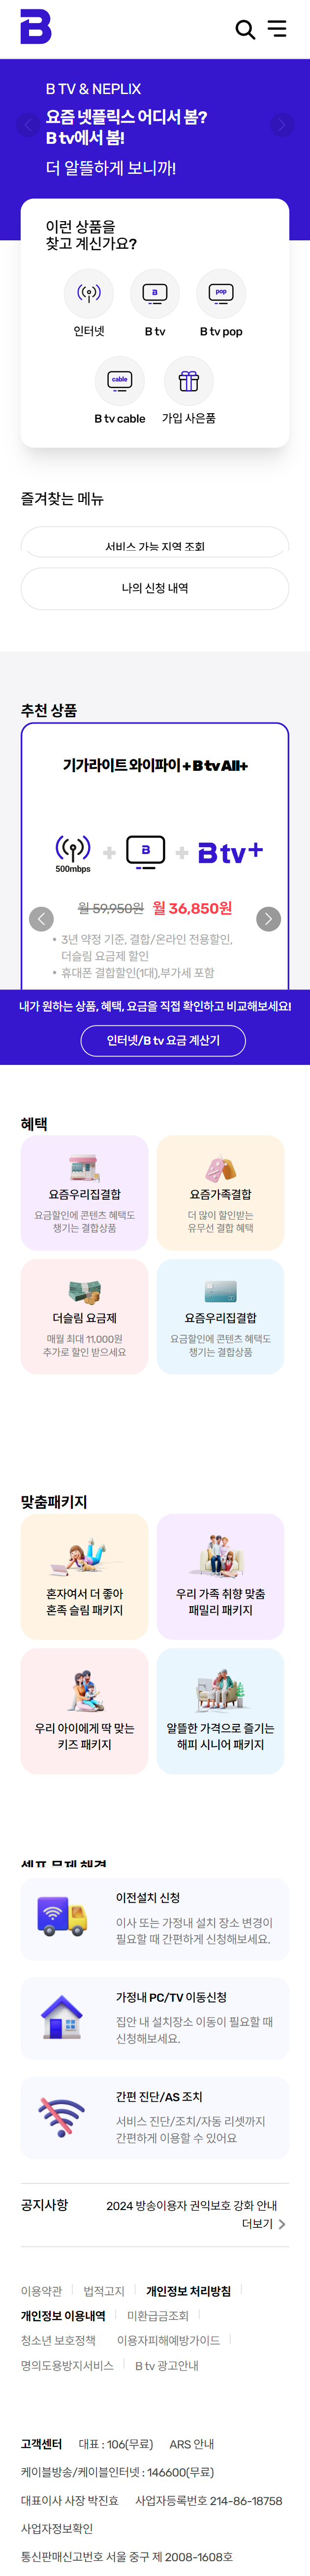 B TV & NEPLIX
요즘 넷플릭스 어디서 봄?
B tv에서 봄!
더 알뜰하게 보니까!
이런 상품을
찾고 계신가요?
pop
인터넷
B tv
B tv pop
cable
B tv cable
가입 사은품
즐겨찾는 메뉴
서비스 가능 지역 조회
나의 신청 내역
추천 상품
기가라이트 와이파이 + B tv All+
500mbps
+
B
+
B tv+
월 59,950원 월 36,850원
• 3년 약정 기준, 결합/온라인 전용할인,
더슬림 요금제 할인
• 휴대폰 결합할인(1대),부가세 포함
내가 원하는 상품, 혜택, 요금을 직접 확인하고 비교해보세요!
인터넷/B tv 요금 계산기
혜택
요즘우리집결합
요금할인에 콘텐츠 혜택도
챙기는 결합상품
요즘가족결합
더 많이 할인받는
유무선 결합 혜택
더슬림 요금제
매월 최대 11,000원
추가로 할인 받으세요
요즘우리집결합
요금할인에 콘텐츠 혜택도
챙기는 결합상품
맞춤패키지
혼자여서 더 좋아
혼족 슬림 패키지
우리 가족 취향 맞춤
패밀리 패키지
우리 아이에게 딱 맞는
키즈 패키지
알뜰한 가격으로 즐기는
해피 시니어 패키지
셀프 문제 해결
이전설치 신청
이사 또는 가정내 설치 장소 변경이
필요할 때 간편하게 신청해보세요.
가정내 PC/TV 이동신청
집안 내 설치장소 이동이 필요할 때
신청해보세요.
간편 진단/AS 조치
서비스 진단/조치/자동 리셋까지
간편하게 이용할 수 있어요
공지사항
2024 방송이용자 권익보호 강화 안내
더보기
이용약관 법적고지 개인정보 처리방침
개인정보 이용내역 미환급금조회
청소년 보호정책 이용자피해예방가이드
명의도용방지서비스 B tv 광고안내
고객센터 대표 : 106(무료) ARS 안내
케이블방송/케이블인터넷 : 146600(무료)
대표이사 사장 박진효 사업자등록번호 214-86-18758
사업자정보확인
통신판매신고번호 서울 중구 제 2008-1608호